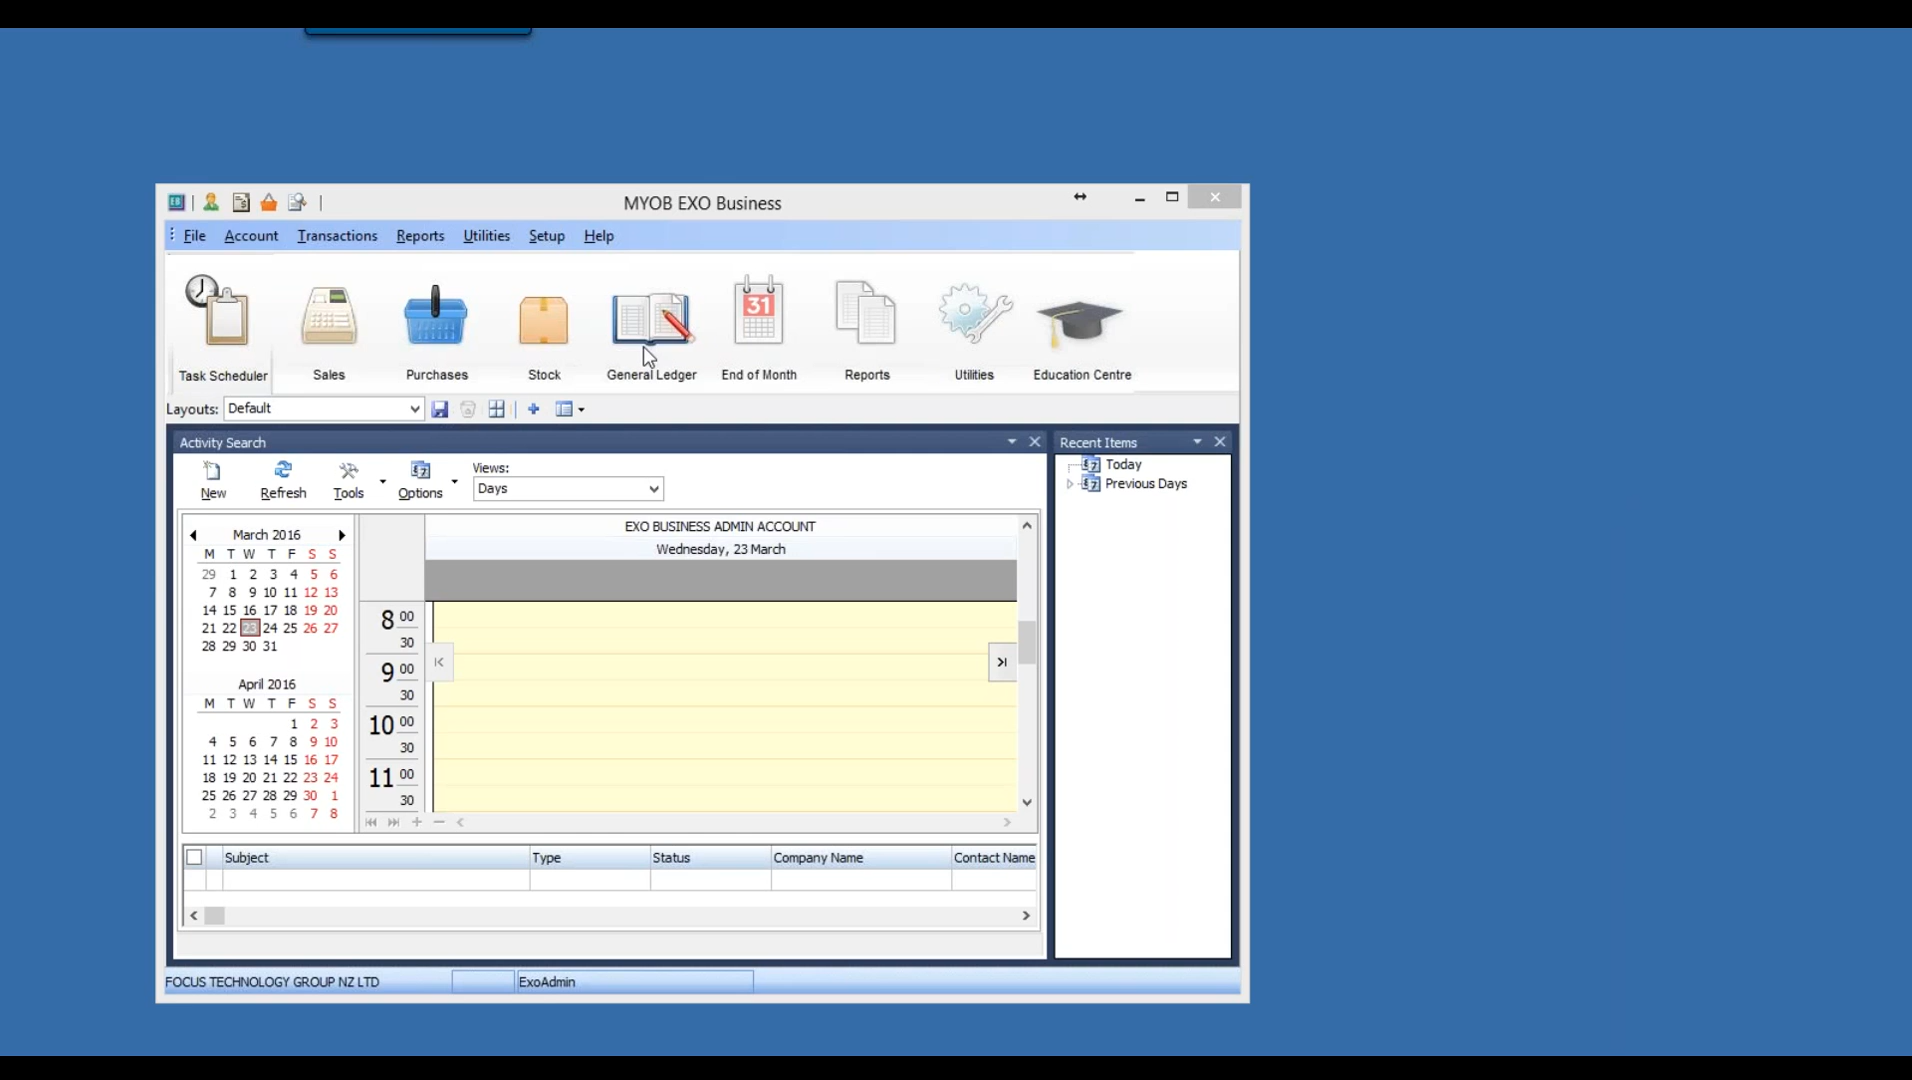 MYOB EXO Business
File Account Transactions Reports Utilities Setup Help
31
Task Scheduler Sales Purchases Stock General Ledger End of Month Reports Utilities Education Centre
Layouts: Default
Activity Search
Recent Items
Today
Previous Days
New Refresh Tools Options
Views:
Days
March 2016
M T W T F S S
29 1 2 3 4 5 6
7 8 9 10 11 12 13
14 15 16 17 18 19 20
21 22 23 24 25 26 27
28 29 30 31
April 2016
M T W T F S S
1 2 3
4 5 6 7 8 9 10
11 12 13 14 15 16 17
18 19 20 21 22 23 24
25 26 27 28 29 30 1
2 3 4 5 6 7 8
EXO BUSINESS ADMIN ACCOUNT
Wednesday, 23 March
8 00
30
9 00
30
10 00
30
11 00
30
Subject Type Status Company Name Contact Name
FOCUS TECHNOLOGY GROUP NZ LTD ExoAdmin